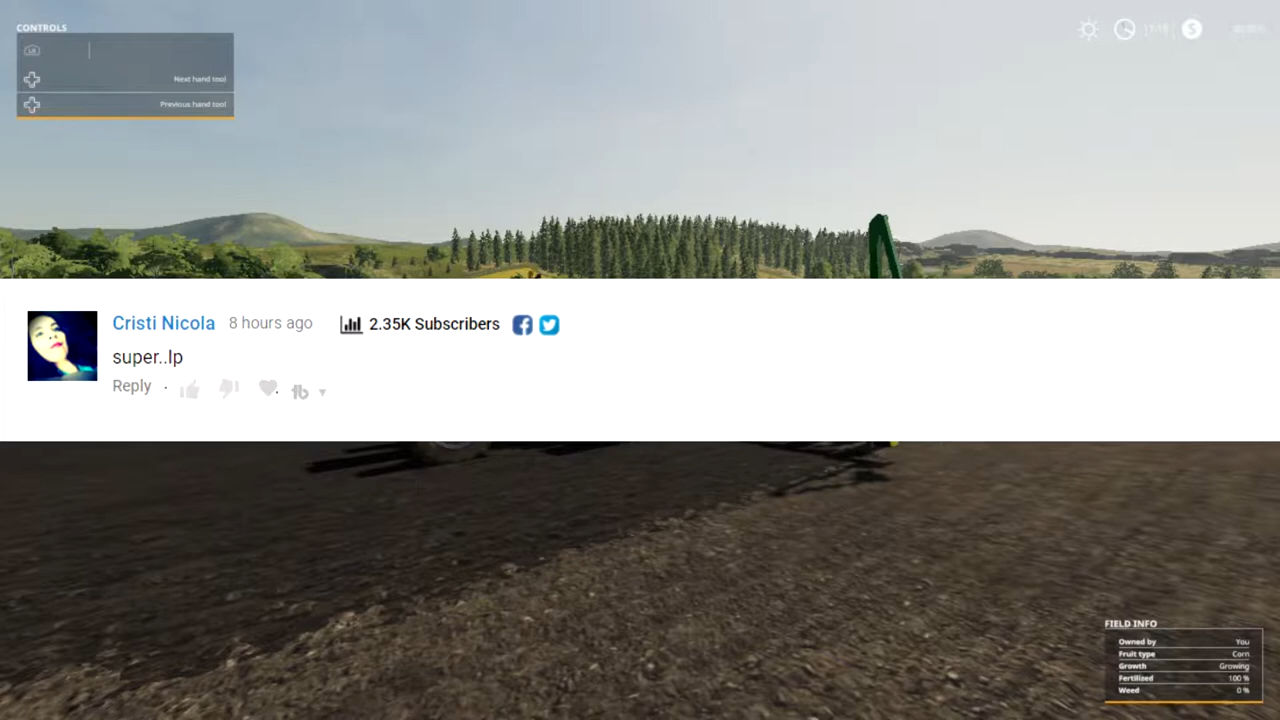 CONTROLS
Next hand tool
Previous hand tool
Cristi Nicola 8 hours ago 2.35K Subscribers
super..lp
Reply ·
FIELD INFO
Owned by You
Fruit type Corn
Growth Growing
Fertilized 100 %
Weed 0 %